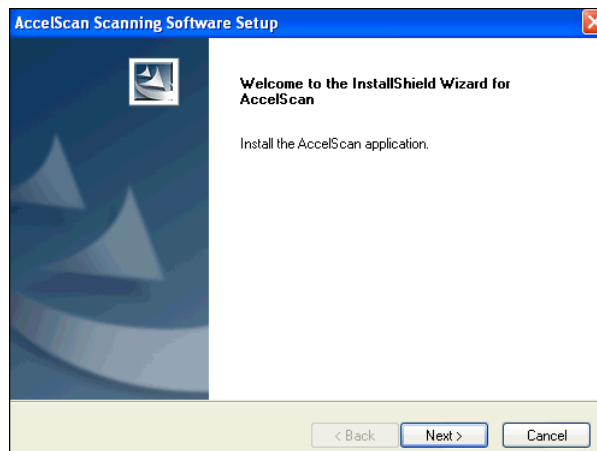 AccelScan Scanning Software Setup
Welcome to the InstallShield Wizard for
AccelScan
Install the AccelScan application.
< Back Next > Cancel